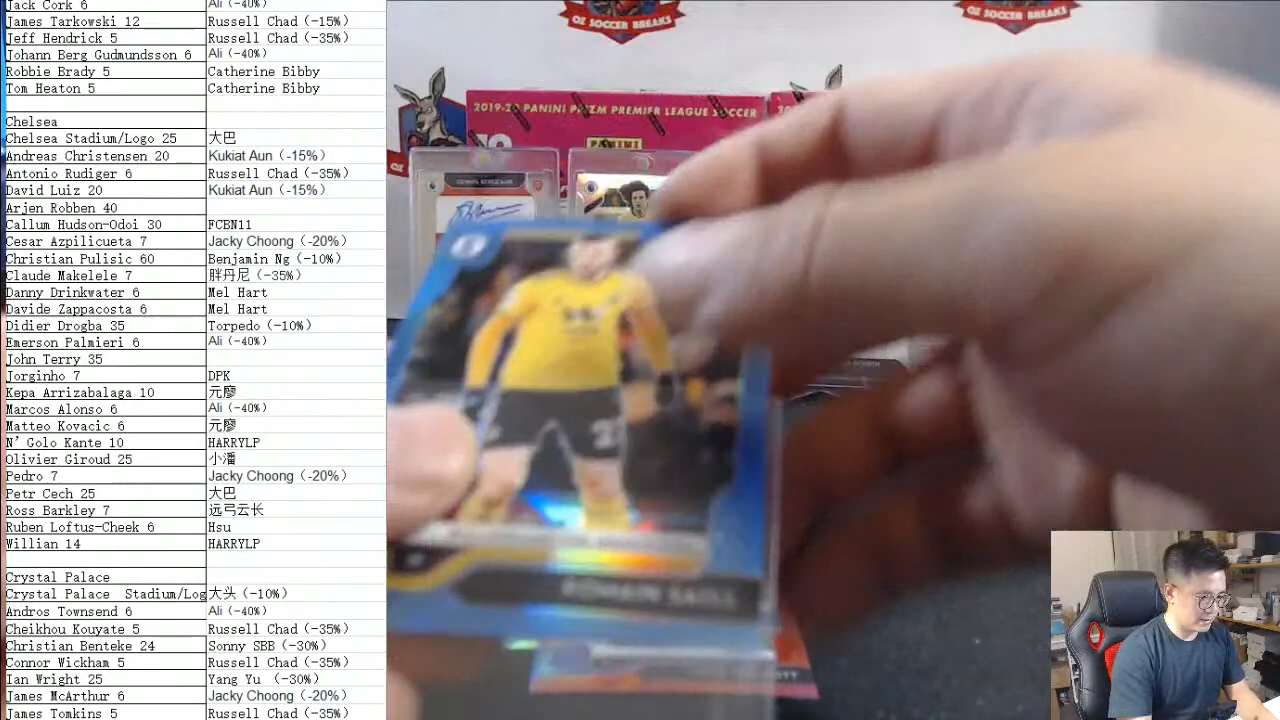 Jack Cork 6 Ali (-40%)
James Tarkowski 12 Russell Chad (-15%)
Jeff Hendrick 5 Russell Chad (-35%)
Johann Berg Gudmundsson 6 Ali (-40%)
Robbie Brady 5 Catherine Bibby
Tom Heaton 5 Catherine Bibby
Chelsea
Chelsea Stadium/Logo 25 大巴
Andreas Christensen 20 Kukiat Aun (-15%)
Antonio Rudiger 6 Russell Chad (-35%)
David Luiz 20 Kukiat Aun (-15%)
Arjen Robben 40
Callum Hudson-Odoi 30 FCBN11
Cesar Azpilicueta 7 Jacky Choong (-20%)
Christian Pulisic 60 Benjamin Ng (-10%)
Claude Makelele 7 胖丹尼 (-35%)
Danny Drinkwater 6 Mel Hart
Davide Zappacosta 6 Mel Hart
Didier Drogba 35 Torpedo (-10%)
Emerson Palmieri 6 Ali (-40%)
John Terry 35
Jorginho 7 DPK
Kepa Arrizabalaga 10 元廖
Marcos Alonso 6 Ali (-40%)
Matteo Kovacic 6 元廖
N' Golo Kante 10 HARRYLP
Olivier Giroud 25 小潘
Pedro 7 Jacky Choong (-20%)
Petr Cech 25 大巴
Ross Barkley 7 远弓云长
Ruben Loftus-Cheek 6 Hsu
Willian 14 HARRYLP
Crystal Palace
Crystal Palace Stadium/Log 大头 (-10%)
Andros Townsend 6 Ali (-40%)
Cheikhou Kouyate 5 Russell Chad (-35%)
Christian Benteke 24 Sonny SBB (-30%)
Connor Wickham 5 Russell Chad (-35%)
Ian Wright 25 Yang Yu (-30%)
James McArthur 6 Jacky Choong (-20%)
James Tomkins 5 Russell Chad (-35%)
OZ SOCCER BREAKS
OZ SOCCER BREAKS
2019-20 PANINI PRIZM PREMIER LEAGUE SOCCER
PANINI
ROMAIN SAISS